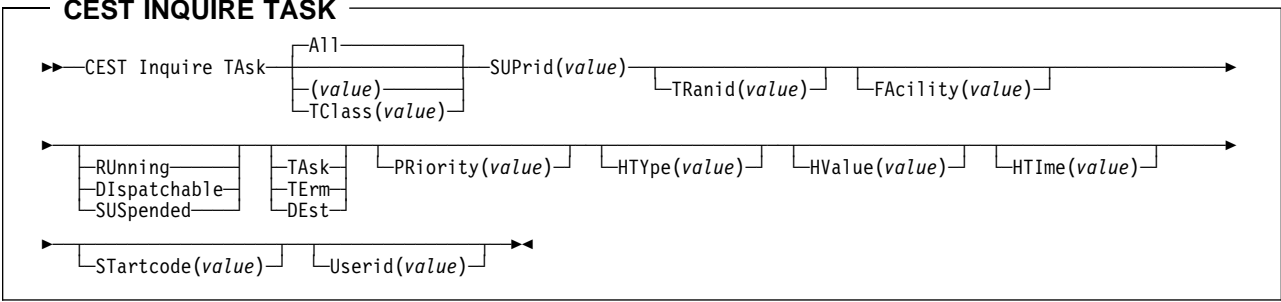 CEST INQUIRE TASK
All
CEST Inquire TAsk SUPrid(value)
(value) TRanid(value) FAcility(value)
TClass(value)
RUnning TAsk PRiority(value) HTYpe(value) HValue(value) HTIme(value)
DIspatchable TErm
SUSpended DEst
STartcode(value) Userid(value)